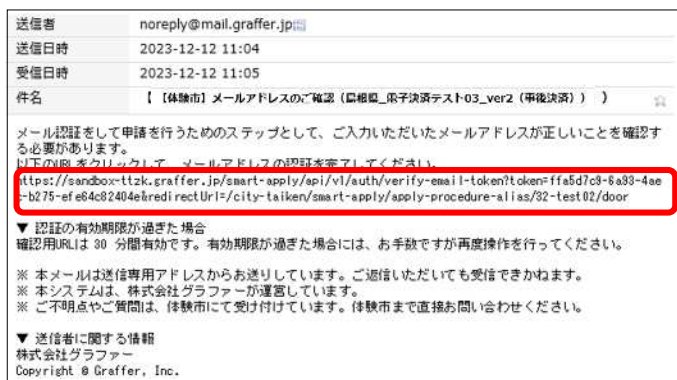 送信者 noreply@mail.graffer.jp
送信日時 2023-12-12 11:04
受信日時 2023-12-12 11:05
件名 【 【体験市】メールアドレスのご確認（島根県_電子決済テスト03_ver2（事後決済）） 】
メール認証をして申請を行うためのステップとして、ご入力いただいたメールアドレスが正しいことを確認す
る必要があります。
以下のURLをクリックして、メールアドレスの認証を完了してください。
https://sandbox-ttzk.graffer.jp/smart-apply/api/v1/auth/verify-email-token?token=ffa5d7c9-6a93-4ae
-b275-efe64c82404e&redirectUrl=/city-taiken/smart-apply/apply-procedure-alias/32-test02/door
▼ 認証の有効期限が過ぎた場合
確認用URLは 30 分間有効です。有効期限が過ぎた場合には、お手数ですが再度操作を行ってください。
※ 本メールは送信専用アドレスからお送りしています。ご返信いただいても受信できかねます。
※ 本システムは、株式会社グラファーが運営しています。
※ ご不明点やご質問は、体験市にて受け付けています。体験市まで直接お問い合わせください。
▼ 送信者に関する情報
株式会社グラファー
Copyright @ Graffer, Inc.